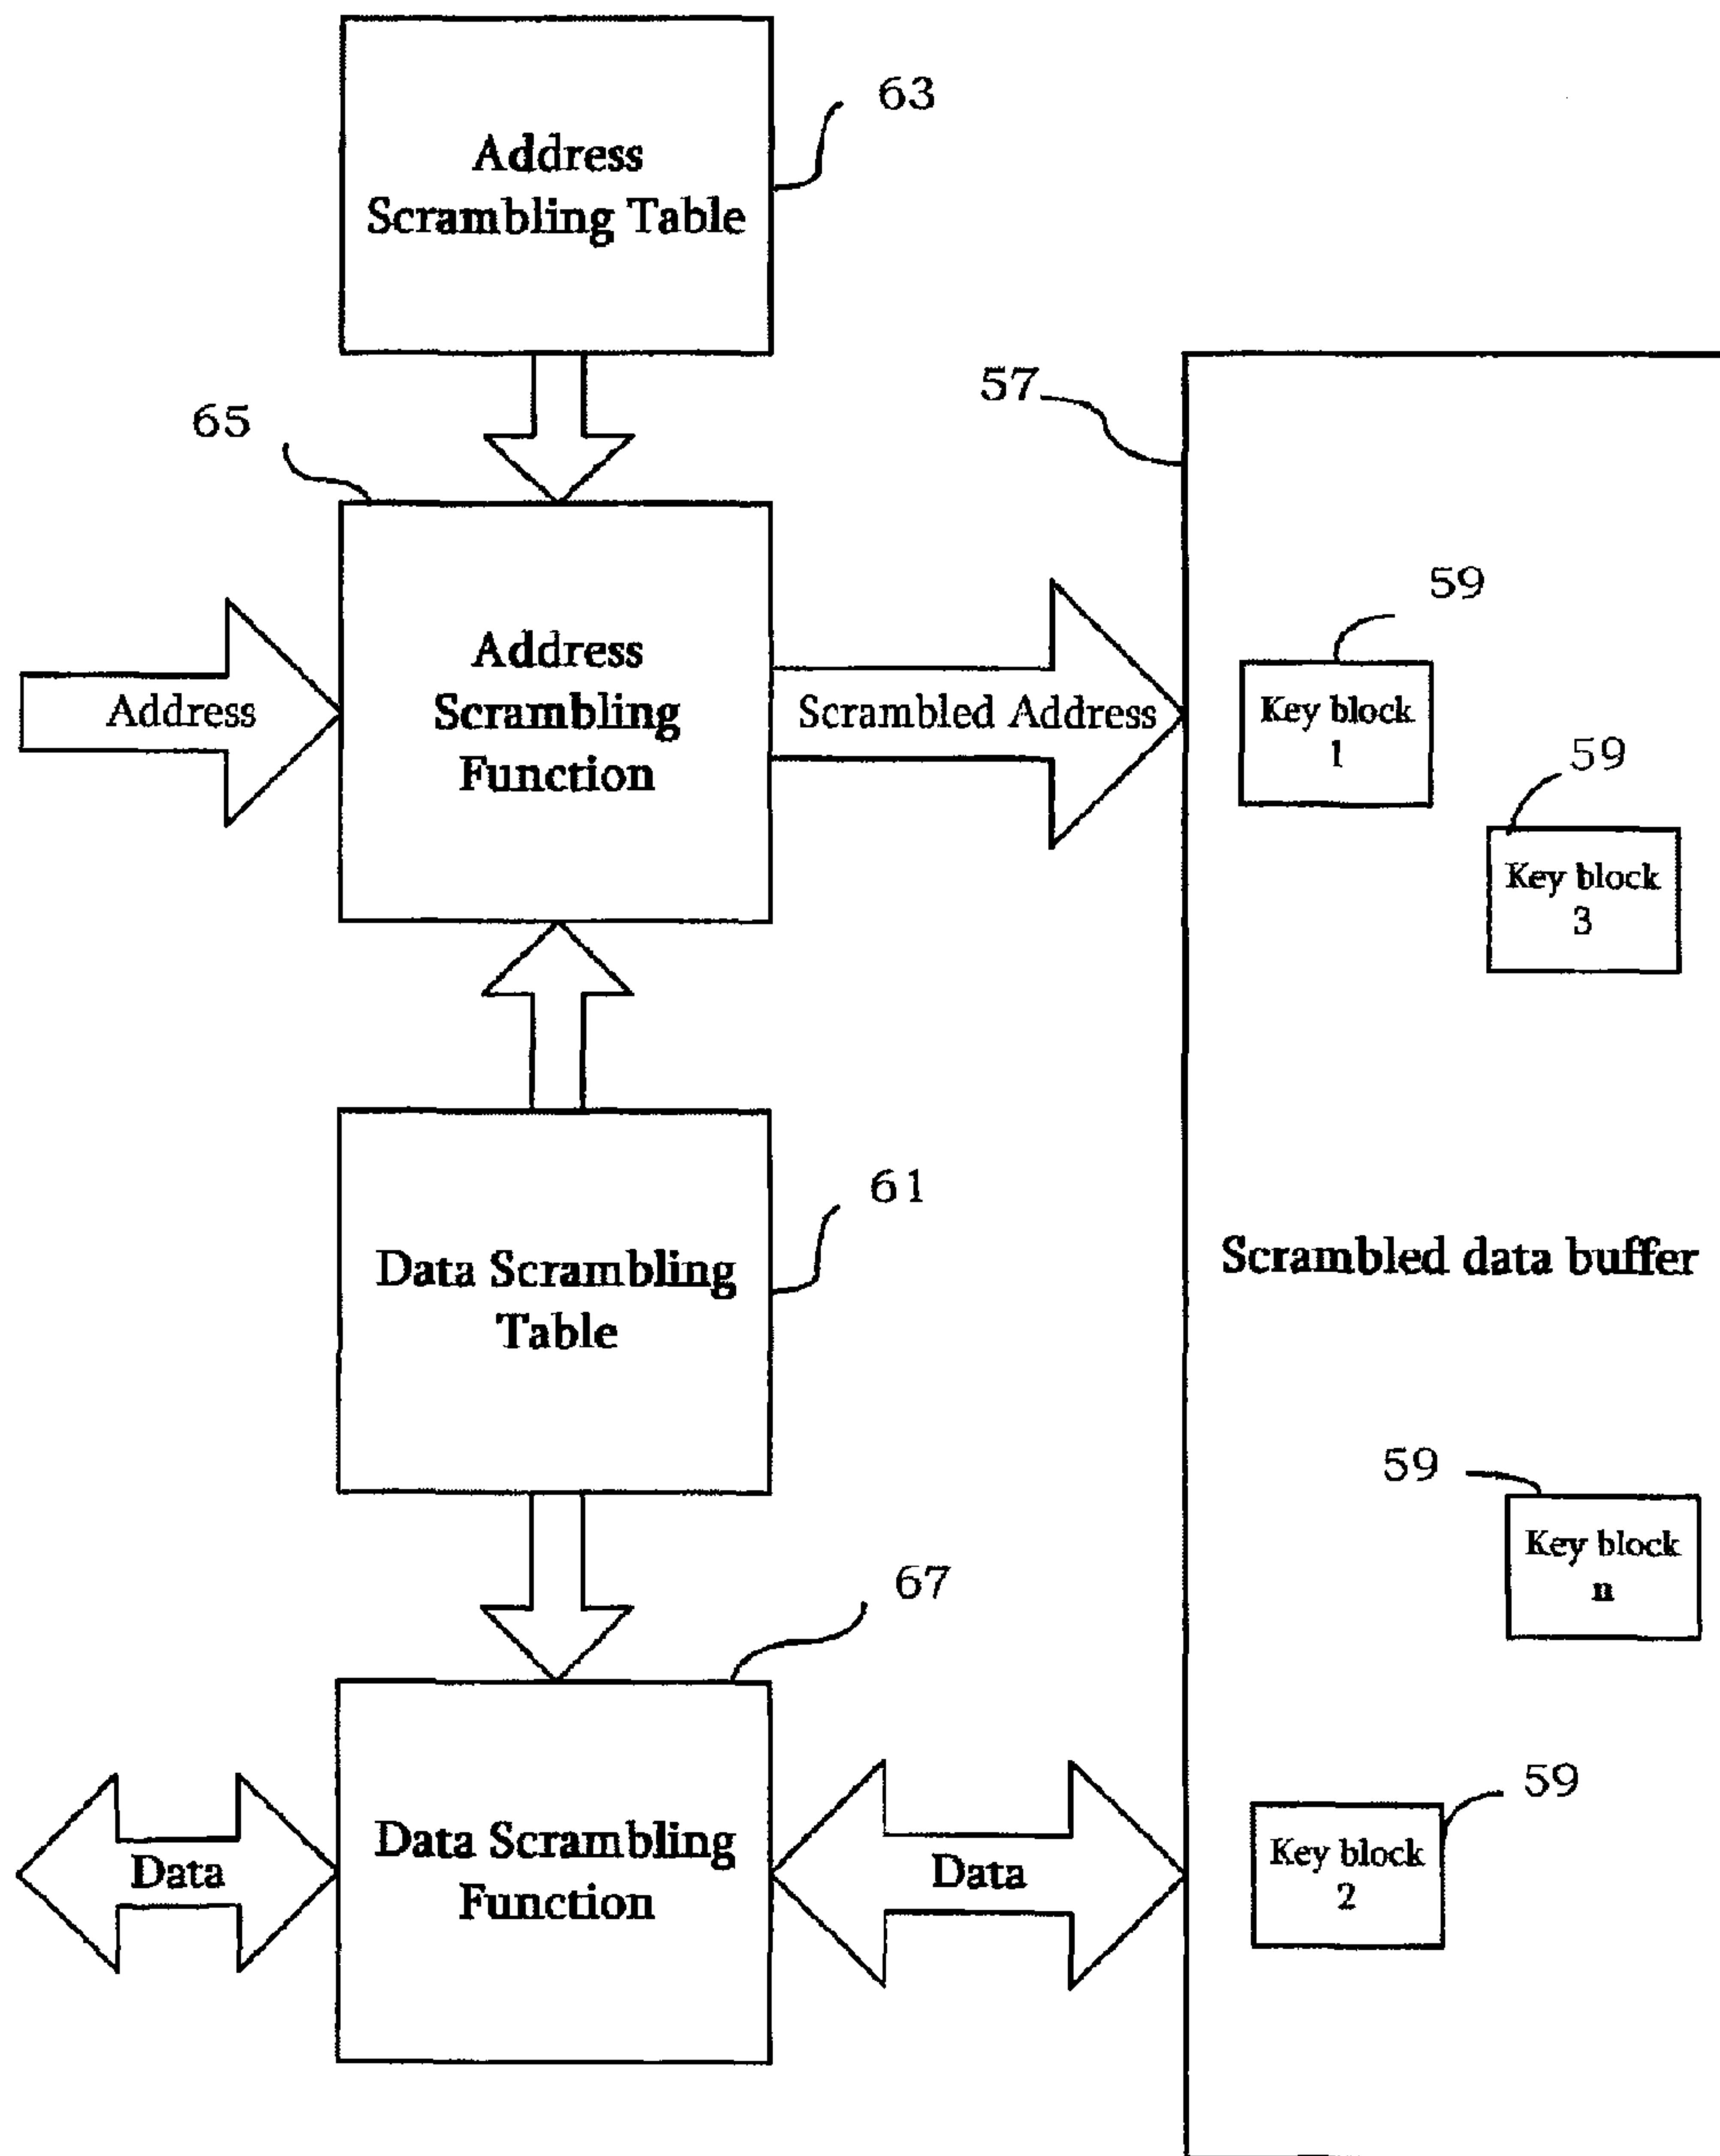 63
Address
Scrambling Table
57
65
59
Address
Scrambling
Function
Address
Scrambled Address
Key block
1
59
Key block
3
61
Data Scrambling
Table
Scrambled data buffer
59
Key block
n
67
59
Data Scrambling
Function
Data
Data
Key block
2